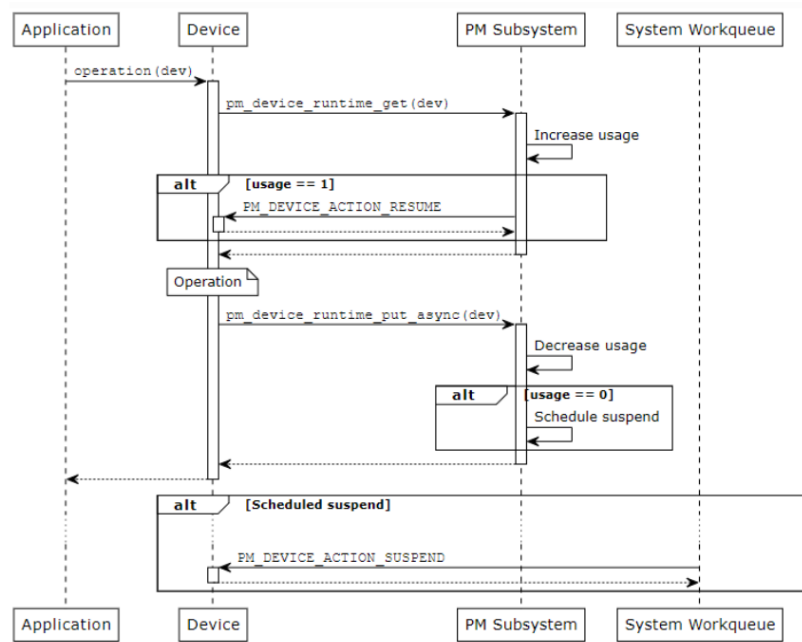 Application Device PM Subsystem System Workqueue
operation(dev)
pm_device_runtime_get(dev)
Increase usage
alt [usage == 1]
PM_DEVICE_ACTION_RESUME
Operation
pm_device_runtime_put_async(dev)
Decrease usage
alt [usage == 0]
Schedule suspend
alt [Scheduled suspend]
PM_DEVICE_ACTION_SUSPEND
Application Device PM Subsystem System Workqueue